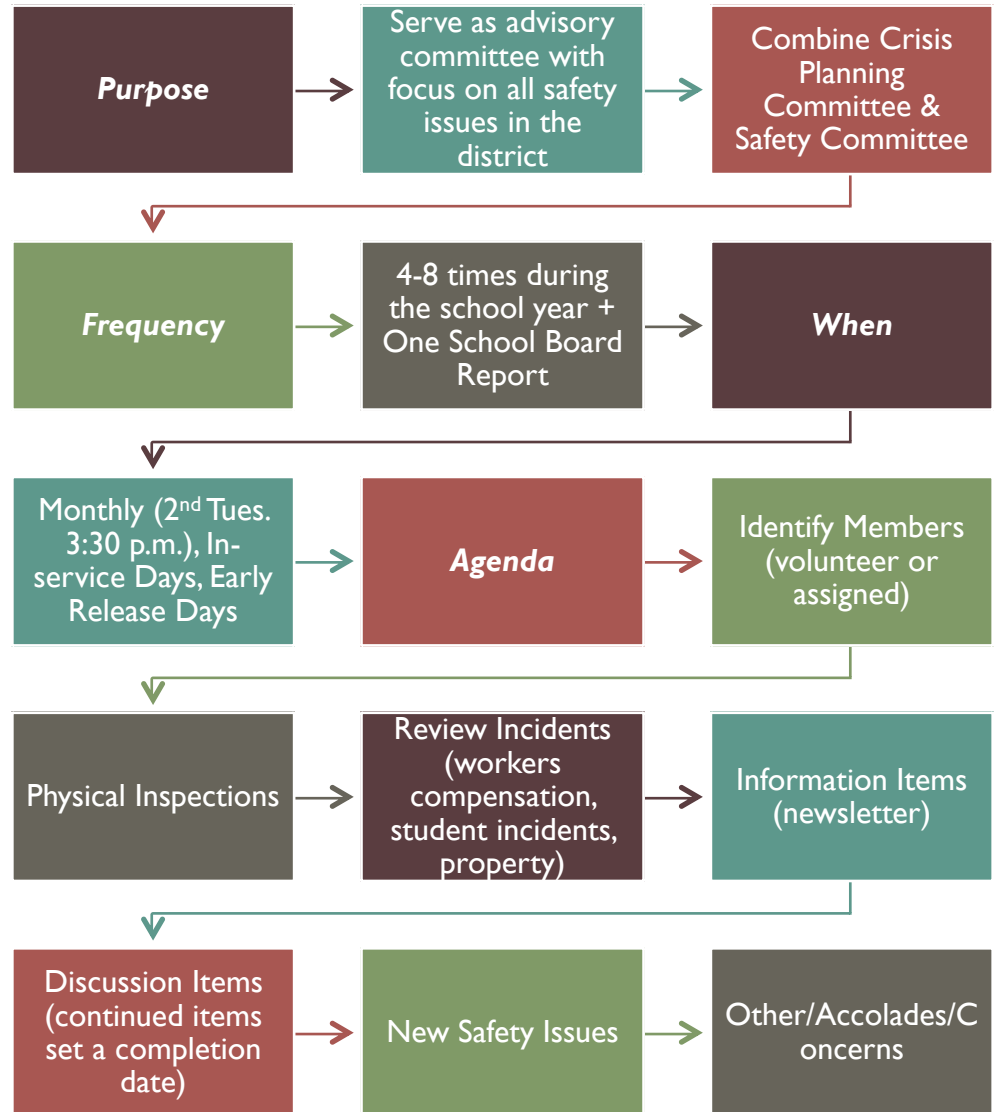 Purpose
Serve as advisory
committee with
focus on all safety
issues in the
district
Combine Crisis
Planning
Committee &
Safety Committee
Frequency
4-8 times during
the school year +
One School Board
Report
When
Monthly (2nd Tues.
3:30 p.m.), In-
service Days, Early
Release Days
Agenda
Identify Members
(volunteer or
assigned)
Physical Inspections
Review Incidents
(workers
compensation,
student incidents,
property)
Information Items
(newsletter)
Discussion Items
(continued items
set a completion
date)
New Safety Issues
Other/Accolades/C
oncerns